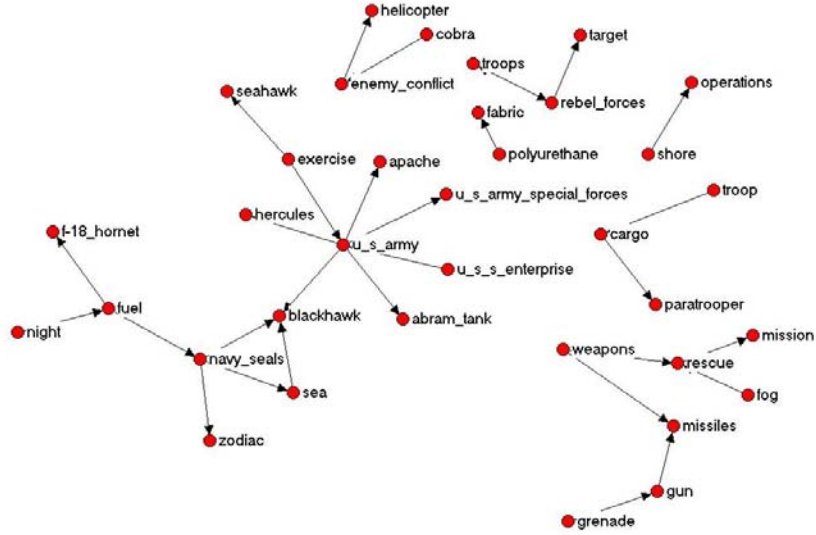 helicopter
cobra
target
troops
enemy_conflict
operations
seahawk
rebel_forces
fabric
exercise
apache
polyurethane
shore
u_s_army_special_forces
troop
hercules
f-18_hornet
cargo
u_s_army
u_s_s_enterprise
fuel
paratrooper
blackhawk
abram_tank
night
mission
weapons
navy_seals
rescue
sea
fog
missiles
zodiac
gun
grenade